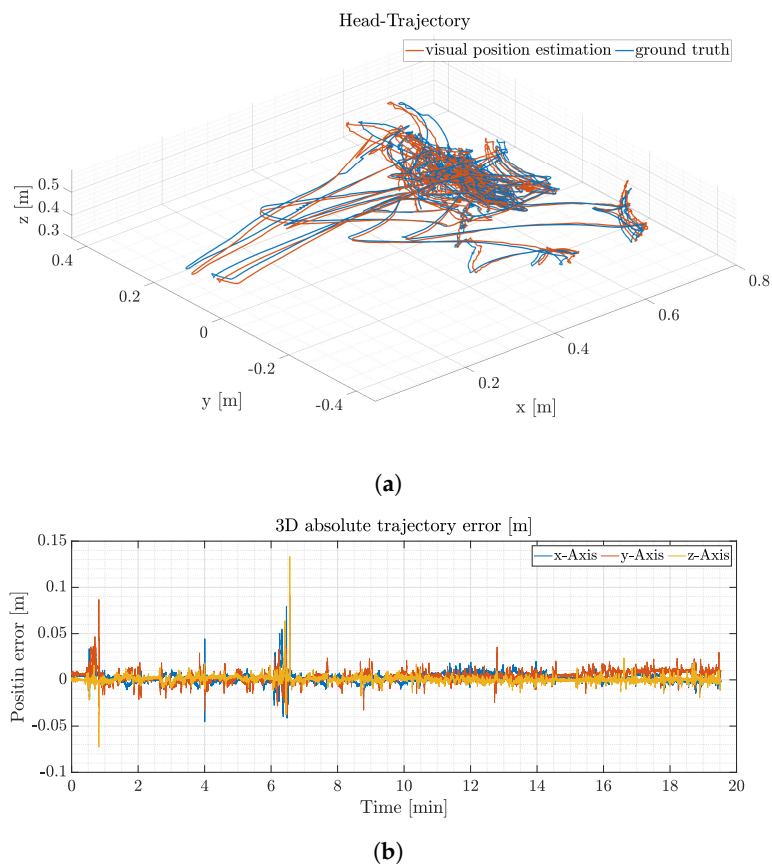 Head-Trajectory
visual position estimation ground truth
0.5
0.4
0.3
z [m]
0.4
0.2
0
-0.2
-0.4
y [m]
0.2
0.4
0.6
0.8
x [m]
(a)
3D absolute trajectory error [m]
x-Axis y-Axis z-Axis
0.15
0.1
0.05
0
-0.05
-0.1
Positin error [m]
0 2 4 6 8 10 12 14 16 18 20
Time [min]
(b)